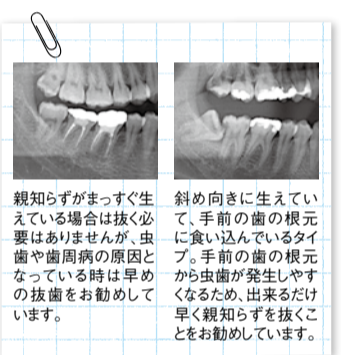 親知らずがまっすぐ生
えている場合は抜く必
要はありませんが、虫
歯や歯周病の原因と
なっている時は早め
の抜歯をお勧めして
います。
斜め向きに生えてい
て、手前の歯の根元
に食い込んでいるタイ
プ。手前の歯の根元
から虫歯が発生しやす
くなるため、出来るだけ
早く親知らずを抜くこ
とをお勧めしています。